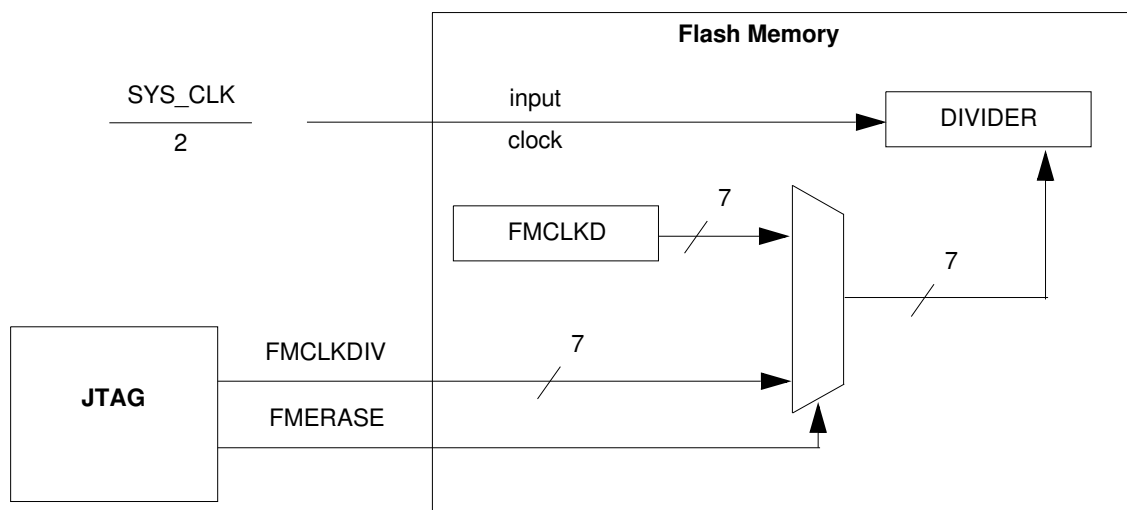 Flash Memory
SYS_CLK
2
input
clock
DIVIDER
7
FMCLKD
7
FMCLKDIV
7
JTAG
FMERASE